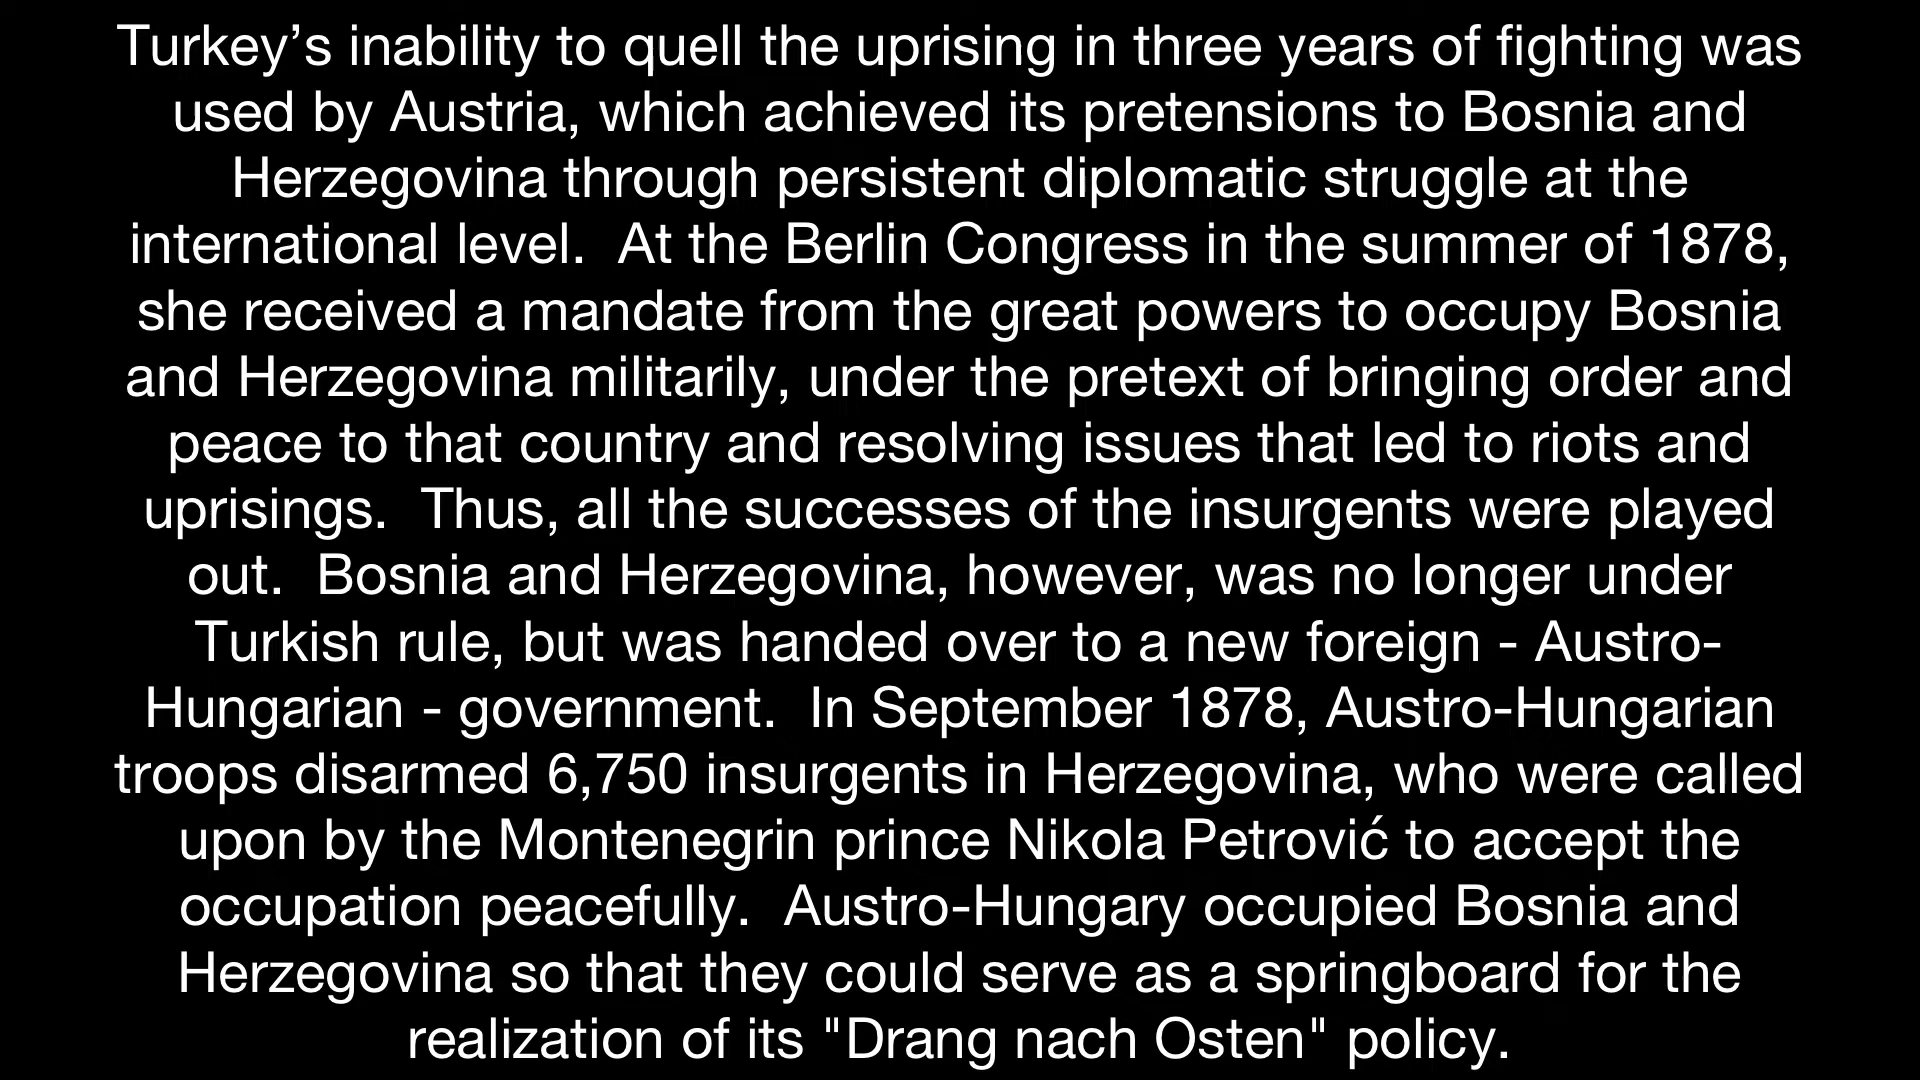 Turkey’s inability to quell the uprising in three years of fighting was
used by Austria, which achieved its pretensions to Bosnia and
Herzegovina through persistent diplomatic struggle at the
international level.  At the Berlin Congress in the summer of 1878,
she received a mandate from the great powers to occupy Bosnia
and Herzegovina militarily, under the pretext of bringing order and
peace to that country and resolving issues that led to riots and
uprisings.  Thus, all the successes of the insurgents were played
out.  Bosnia and Herzegovina, however, was no longer under
Turkish rule, but was handed over to a new foreign - Austro-
Hungarian - government.  In September 1878, Austro-Hungarian
troops disarmed 6,750 insurgents in Herzegovina, who were called
upon by the Montenegrin prince Nikola Petrović to accept the
occupation peacefully.  Austro-Hungary occupied Bosnia and
Herzegovina so that they could serve as a springboard for the
realization of its "Drang nach Osten" policy.